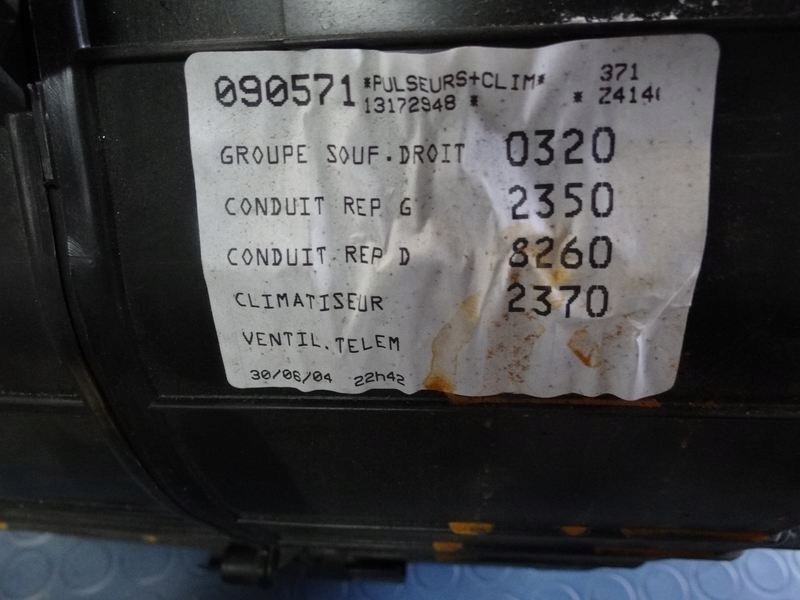 090571 *PULSEURS+CLIM* 371
13172948 * * 2414
GROUPE SOUF.DROIT 0320
CONDUIT REP G 2350
CONDUIT REP D 8260
CLIMATISEUR 2370
VENTIL.TELEM
30/06/04 22h42